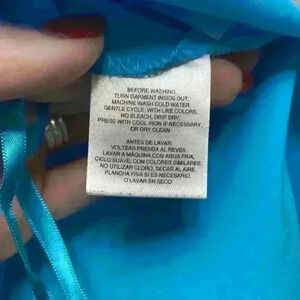 BEFORE WASHING,
TURN GARMENT INSIDE OUT,
MACHINE WASH COLD WATER,
GENTLE CYCLE, WITH LIKE COLORS,
NO BLEACH, DRIP DRY,
PRESS WITH COOL IRON IF NECESSARY,
OR DRY CLEAN
ANTES DE LAVAR,
VOLTEAR PRENDA AL REVÉS,
LAVAR A MÁQUINA CON AGUA FRIA,
CICLO SUAVE, CON COLORES SIMILARES,
NO UTILIZAR CLORO, SECAR AL AIRE,
PLANCHA FRIA SI ES NECESARIO,
O LAVAR EN SECO